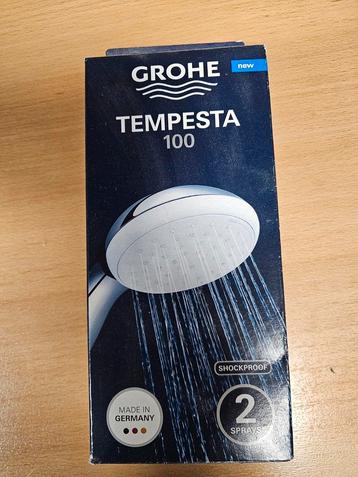 GROHE
new
TEMPESTA
100
SHOCKPROOF
MADE IN
GERMANY
2
SPRAYS